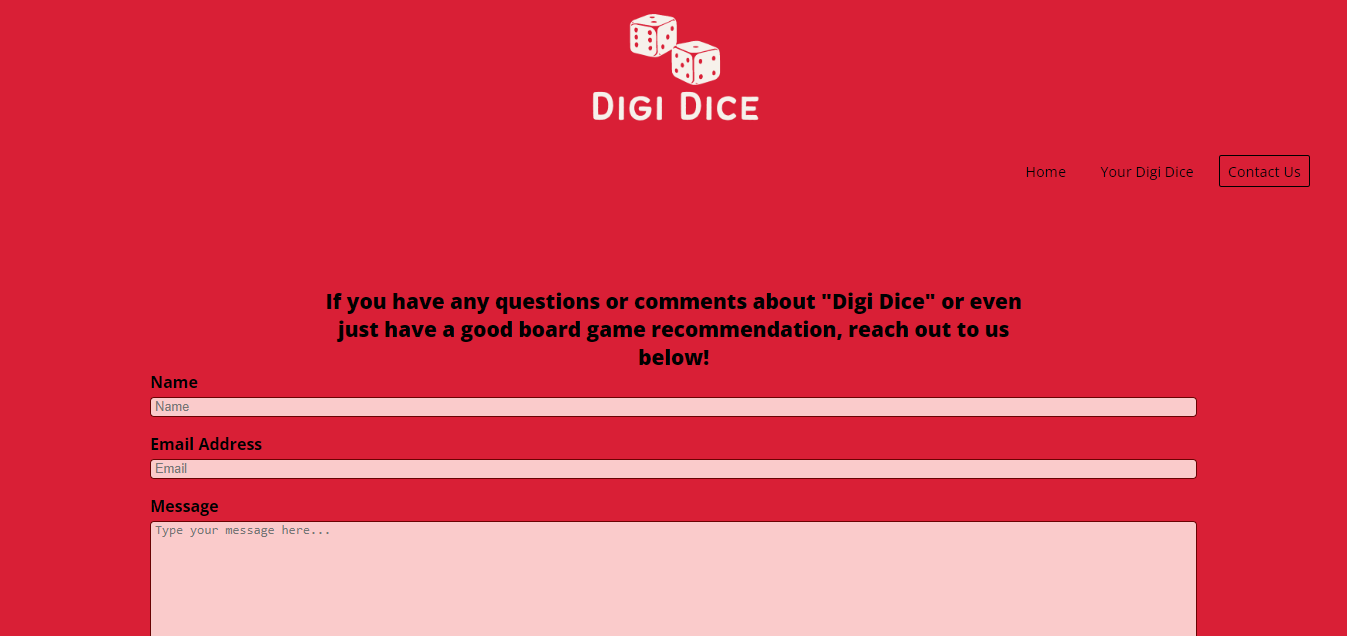 DIGI DICE
Home Your Digi Dice Contact Us
If you have any questions or comments about "Digi Dice" or even
just have a good board game recommendation, reach out to us
below!
Name
Name
Email Address
Email
Message
Type your message here...